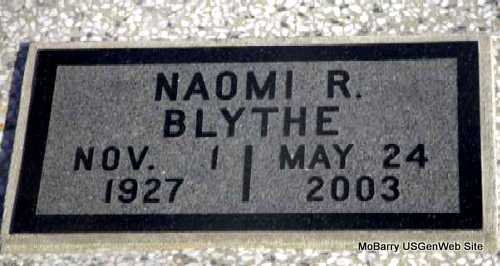 NAOMI R.
BLYTHE
NOV. 1 | MAY 24
1927 | 2003
MoBarry USGenWeb Site